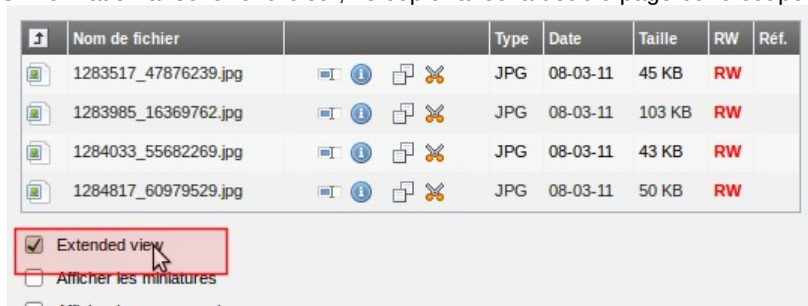 Nom de fichier Type Date Taille RW Réf.
1283517_47876239.jpg JPG 08-03-11 45 KB RW
1283985_16369762.jpg JPG 08-03-11 103 KB RW
1284033_55682269.jpg JPG 08-03-11 43 KB RW
1284817_60979529.jpg JPG 08-03-11 50 KB RW
Extended view
Afficher les miniatures